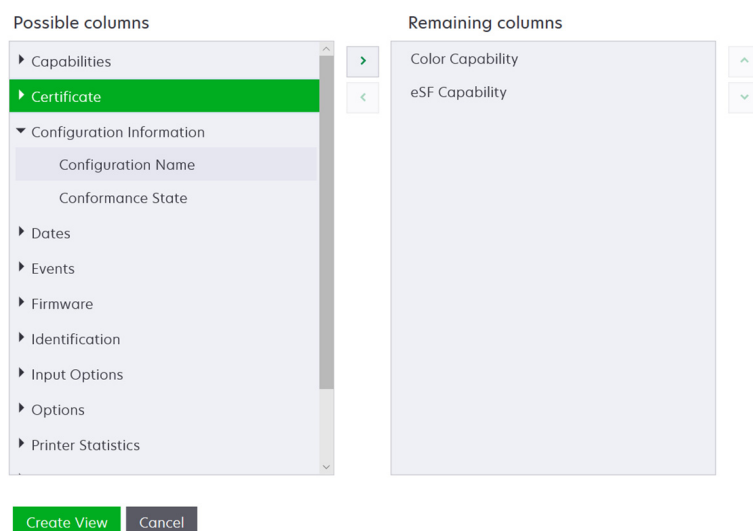 Possible columns
Remaining columns
Capabilities
Certificate
Configuration Information
Configuration Name
Conformance State
Dates
Events
Firmware
Identification
Input Options
Options
Printer Statistics
Color Capability
eSF Capability
Create View
Cancel